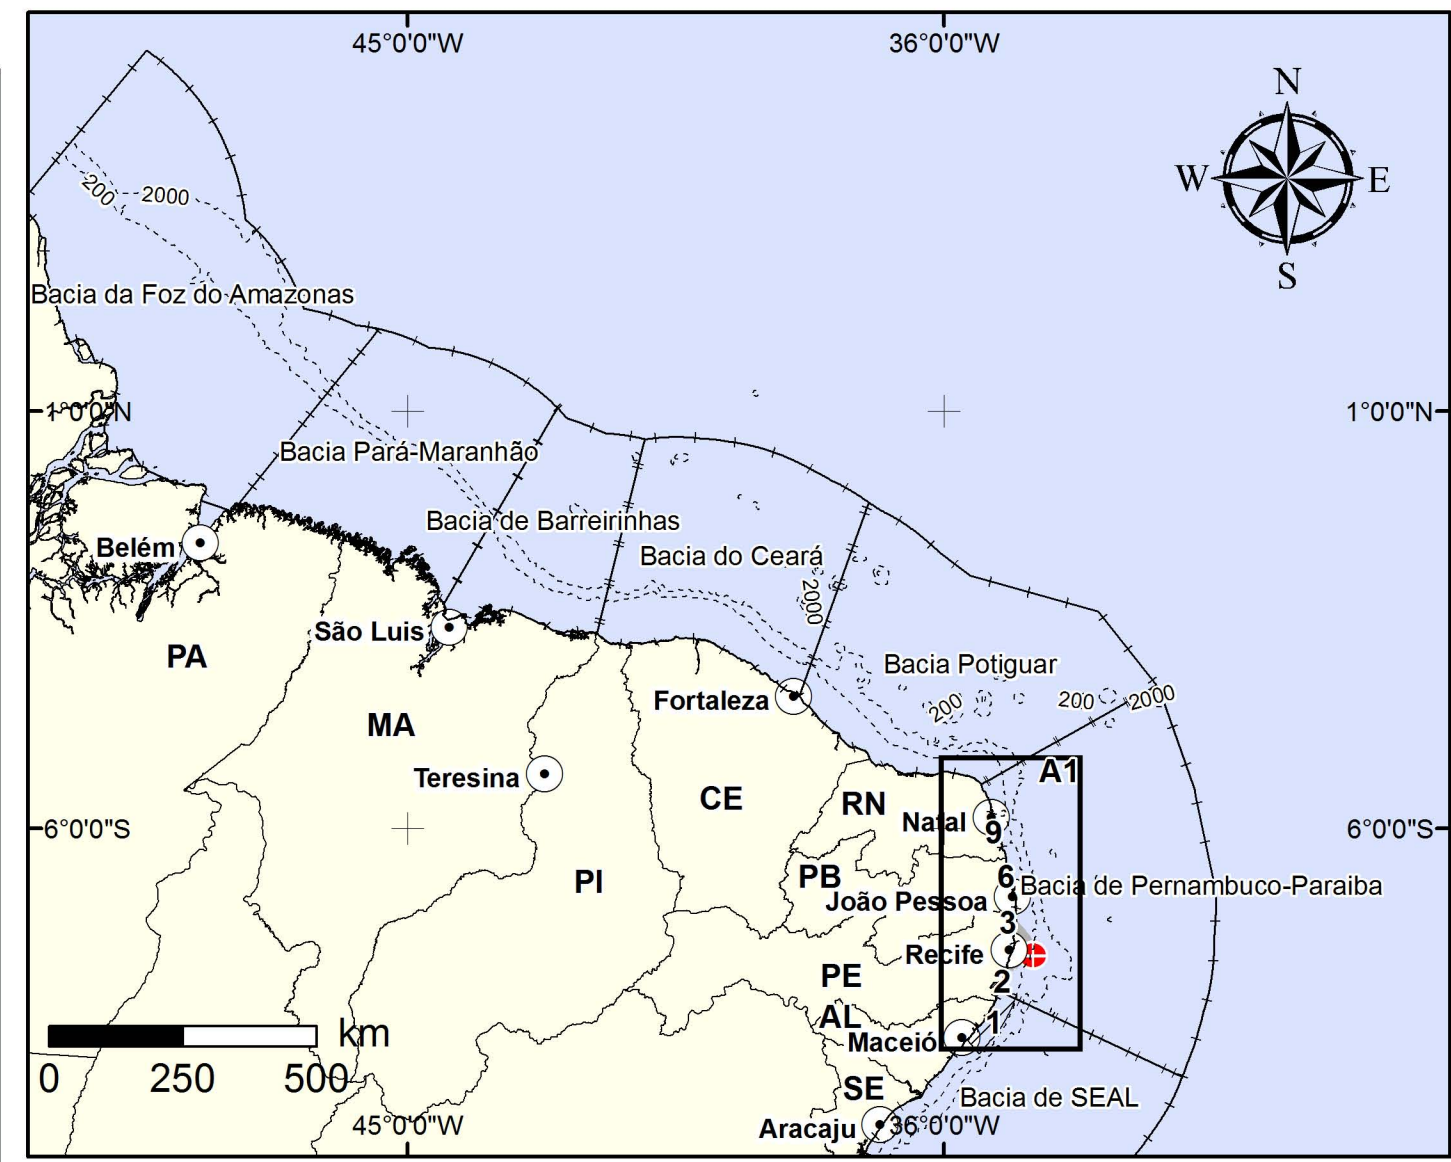 45°0'0"W
36°0'0"W
N
W
E
S
200
2000
Bacia da Foz do Amazonas
1°0'0"N
1°0'0"N
Bacia Pará-Maranhão
Bacia de Barreirinhas
Belém
Bacia do Ceará
2000
São Luis
PA
Bacia Potiguar
Fortaleza
200
200
2000
MA
Teresina
A1
CE
RN
Natal
9
6°0'0"S
6°0'0"S
PI
PB
6
Bacia de Pernambuco-Paraiba
João Pessoa
3
Recife
PE
2
AL
1
km
Maceió
0
250
500
SE
Bacia de SEAL
45°0'0"W
Aracaju
36°0'0"W